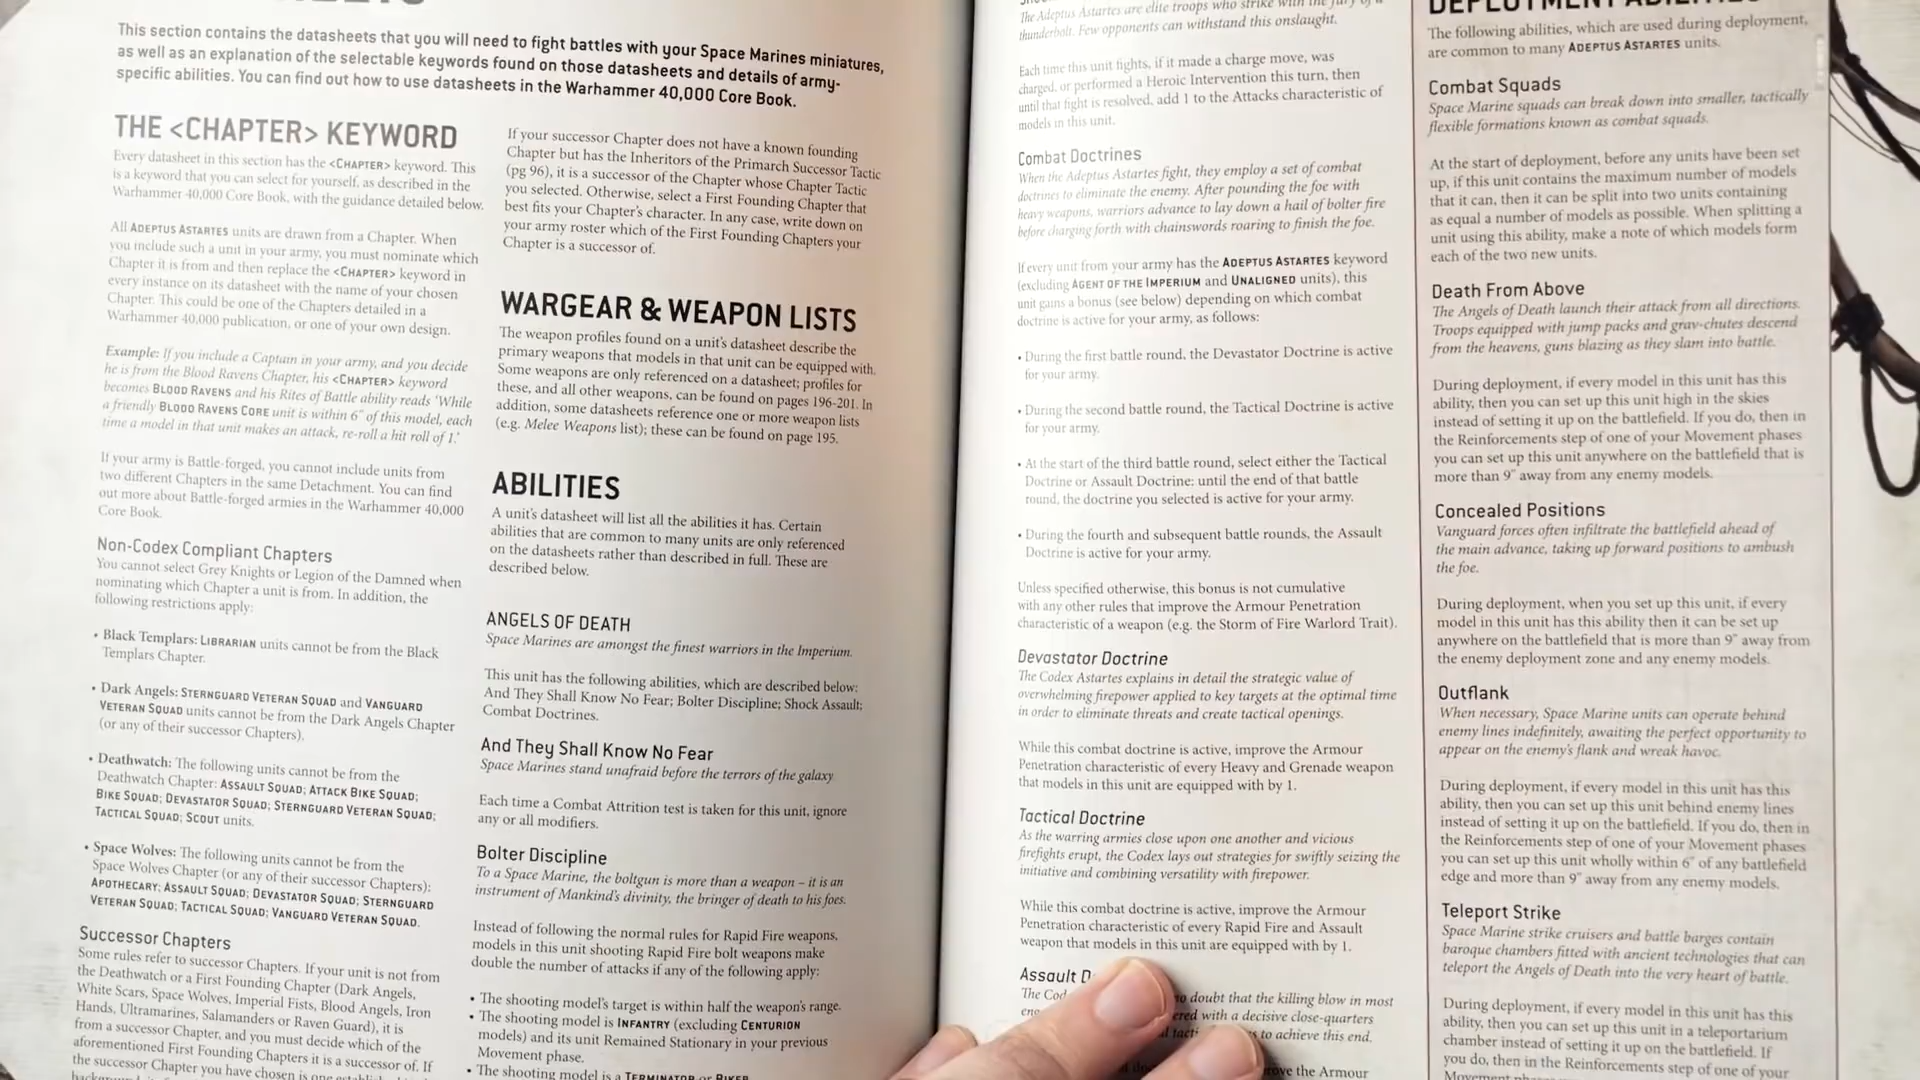 This section contains the datasheets that you will need to fight battles with your Space Marines miniatures,
as well as an explanation of the selectable keywords found on those datasheets and details of army-
specific abilities. You can find out how to use datasheets in the Warhammer 40,000 Core Book.
THE <CHAPTER> KEYWORD
Every datasheet in this section has the <CHAPTER> keyword. This
is a keyword that you can select for yourself, as described in the
Warhammer 40,000 Core Book, with the guidance detailed below.
All ADEPTUS ASTARTES units are drawn from a Chapter. When
you include such a unit in your army, you must nominate which
Chapter it is from and then replace the <CHAPTER> keyword in
every instance on its datasheet with the name of your chosen
Chapter. This could be one of the Chapters detailed in a
Warhammer 40,000 publication, or one of your own design.
Example: If you include a Captain in your army, and you decide
he is from the Blood Ravens Chapter, his <CHAPTER> keyword
becomes BLOOD RAVENS and his Rites of Battle ability reads 'While
a friendly BLOOD RAVENS CORE unit is within 6" of this model, each
time a model in that unit makes an attack, re-roll a hit roll of 1.'
If your army is Battle-forged, you cannot include units from
two different Chapters in the same Detachment. You can find
out more about Battle-forged armies in the Warhammer 40,000
Core Book.
Non-Codex Compliant Chapters
You cannot select Grey Knights or Legion of the Damned when
nominating which Chapter a unit is from. In addition, the
following restrictions apply:
• Black Templars: LIBRARIAN units cannot be from the Black
Templars Chapter.
• Dark Angels: STERNGUARD VETERAN SQUAD and VANGUARD
VETERAN SQUAD units cannot be from the Dark Angels Chapter
(or any of their successor Chapters).
• Deathwatch: The following units cannot be from the
Deathwatch Chapter: ASSAULT SQUAD; ATTACK BIKE SQUAD;
BIKE SQUAD; DEVASTATOR SQUAD; STERNGUARD VETERAN SQUAD;
TACTICAL SQUAD; SCOUT units.
• Space Wolves: The following units cannot be from the
Space Wolves Chapter (or any of their successor Chapters):
APOTHECARY; ASSAULT SQUAD; DEVASTATOR SQUAD; STERNGUARD
VETERAN SQUAD; TACTICAL SQUAD; VANGUARD VETERAN SQUAD.
Successor Chapters
Some rules refer to successor Chapters. If your unit is not from
the Deathwatch or a First Founding Chapter (Dark Angels,
White Scars, Space Wolves, Imperial Fists, Blood Angels, Iron
Hands, Ultramarines, Salamanders or Raven Guard), it is
from a successor Chapter, and you must decide which of the
aforementioned First Founding Chapters it is a successor of. If
the successor Chapter you have chosen is one
If your successor Chapter does not have a known founding
Chapter but has the Inheritors of the Primarch Successor Tactic
(pg 96), it is a successor of the Chapter whose Chapter Tactic
you selected. Otherwise, select a First Founding Chapter that
best fits your Chapter's character. In any case, write down on
your army roster which of the First Founding Chapters your
Chapter is a successor of.
WARGEAR & WEAPON LISTS
The weapon profiles found on a unit's datasheet describe the
primary weapons that models in that unit can be equipped with.
Some weapons are only referenced on a datasheet; profiles for
these, and all other weapons, can be found on pages 196-201. In
addition, some datasheets reference one or more weapon lists
(e.g. Melee Weapons list); these can be found on page 195.
ABILITIES
A unit's datasheet will list all the abilities it has. Certain
abilities that are common to many units are only referenced
on the datasheets rather than described in full. These are
described below.
ANGELS OF DEATH
Space Marines are amongst the finest warriors in the Imperium.
This unit has the following abilities, which are described below:
And They Shall Know No Fear; Bolter Discipline; Shock Assault;
Combat Doctrines.
And They Shall Know No Fear
Space Marines stand unafraid before the terrors of the galaxy
Each time a Combat Attrition test is taken for this unit, ignore
any or all modifiers.
Bolter Discipline
To a Space Marine, the boltgun is more than a weapon – it is an
instrument of Mankind's divinity, the bringer of death to his foes.
Instead of following the normal rules for Rapid Fire weapons,
models in this unit shooting Rapid Fire bolt weapons make
double the number of attacks if any of the following apply:
• The shooting model's target is within half the weapon's range.
• The shooting model is INFANTRY (excluding CENTURION
models) and its unit Remained Stationary in your previous
Movement phase.
• The shooting model is a TERMINATOR or BIKER
The Adeptus Astartes are elite troops who strike with the fury of a
thunderbolt. Few opponents can withstand this onslaught.
Each time this unit fights, if it made a charge move, was
charged, or performed a Heroic Intervention this turn, then
until that fight is resolved, add 1 to the Attacks characteristic of
models in this unit.
Combat Doctrines
When the Adeptus Astartes fight, they employ a set of combat
doctrines to eliminate the enemy. After pounding the foe with
heavy weapons, warriors advance to lay down a hail of bolter fire
before charging forth with chainswords roaring to finish the foe.
If every unit from your army has the ADEPTUS ASTARTES keyword
(excluding AGENT OF THE IMPERIUM and UNALIGNED units), this
unit gains a bonus (see below) depending on which combat
doctrine is active for your army, as follows:
• During the first battle round, the Devastator Doctrine is active
for your army.
• During the second battle round, the Tactical Doctrine is active
for your army.
• At the start of the third battle round, select either the Tactical
Doctrine or Assault Doctrine; until the end of that battle
round, the doctrine you selected is active for your army.
• During the fourth and subsequent battle rounds, the Assault
Doctrine is active for your army.
Unless specified otherwise, this bonus is not cumulative
with any other rules that improve the Armour Penetration
characteristic of a weapon (e.g. the Storm of Fire Warlord Trait).
Devastator Doctrine
The Codex Astartes explains in detail the strategic value of
overwhelming firepower applied to key targets at the optimal time
in order to eliminate threats and create tactical openings.
While this combat doctrine is active, improve the Armour
Penetration characteristic of every Heavy and Grenade weapon
that models in this unit are equipped with by 1.
Tactical Doctrine
As the warring armies close upon one another and vicious
firefights erupt, the Codex lays out strategies for swiftly seizing the
initiative and combining versatility with firepower.
While this combat doctrine is active, improve the Armour
Penetration characteristic of every Rapid Fire and Assault
weapon that models in this unit are equipped with by 1.
Assault D
The Cod no doubt that the killing blow in most
ered with a decisive close-quarters
to achieve this end.
the Armour
DEPLOYMENT ABILITIES
The following abilities, which are used during deployment,
are common to many ADEPTUS ASTARTES units.
Combat Squads
Space Marine squads can break down into smaller, tactically
flexible formations known as combat squads.
At the start of deployment, before any units have been set
up, if this unit contains the maximum number of models
that it can, then it can be split into two units containing
as equal a number of models as possible. When splitting a
unit using this ability, make a note of which models form
each of the two new units.
Death From Above
The Angels of Death launch their attack from all directions.
Troops equipped with jump packs and grav-chutes descend
from the heavens, guns blazing as they slam into battle.
During deployment, if every model in this unit has this
ability, then you can set up this unit high in the skies
instead of setting it up on the battlefield. If you do, then in
the Reinforcements step of one of your Movement phases
you can set up this unit anywhere on the battlefield that is
more than 9" away from any enemy models.
Concealed Positions
Vanguard forces often infiltrate the battlefield ahead of
the main advance, taking up forward positions to ambush
the foe.
During deployment, when you set up this unit, if every
model in this unit has this ability then it can be set up
anywhere on the battlefield that is more than 9" away from
the enemy deployment zone and any enemy models.
Outflank
When necessary, Space Marine units can operate behind
enemy lines indefinitely, awaiting the perfect opportunity to
appear on the enemy's flank and wreak havoc.
During deployment, if every model in this unit has this
ability, then you can set up this unit behind enemy lines
instead of setting it up on the battlefield. If you do, then in
the Reinforcements step of one of your Movement phases
you can set up this unit wholly within 6" of any battlefield
edge and more than 9" away from any enemy models.
Teleport Strike
Space Marine strike cruisers and battle barges contain
baroque chambers fitted with ancient technologies that can
teleport the Angels of Death into the very heart of battle.
During deployment, if every model in this unit has this
ability, then you can set up this unit in a teleportarium
chamber instead of setting it up on the battlefield. If
you do, then in the Reinforcements step of one of your
Movement